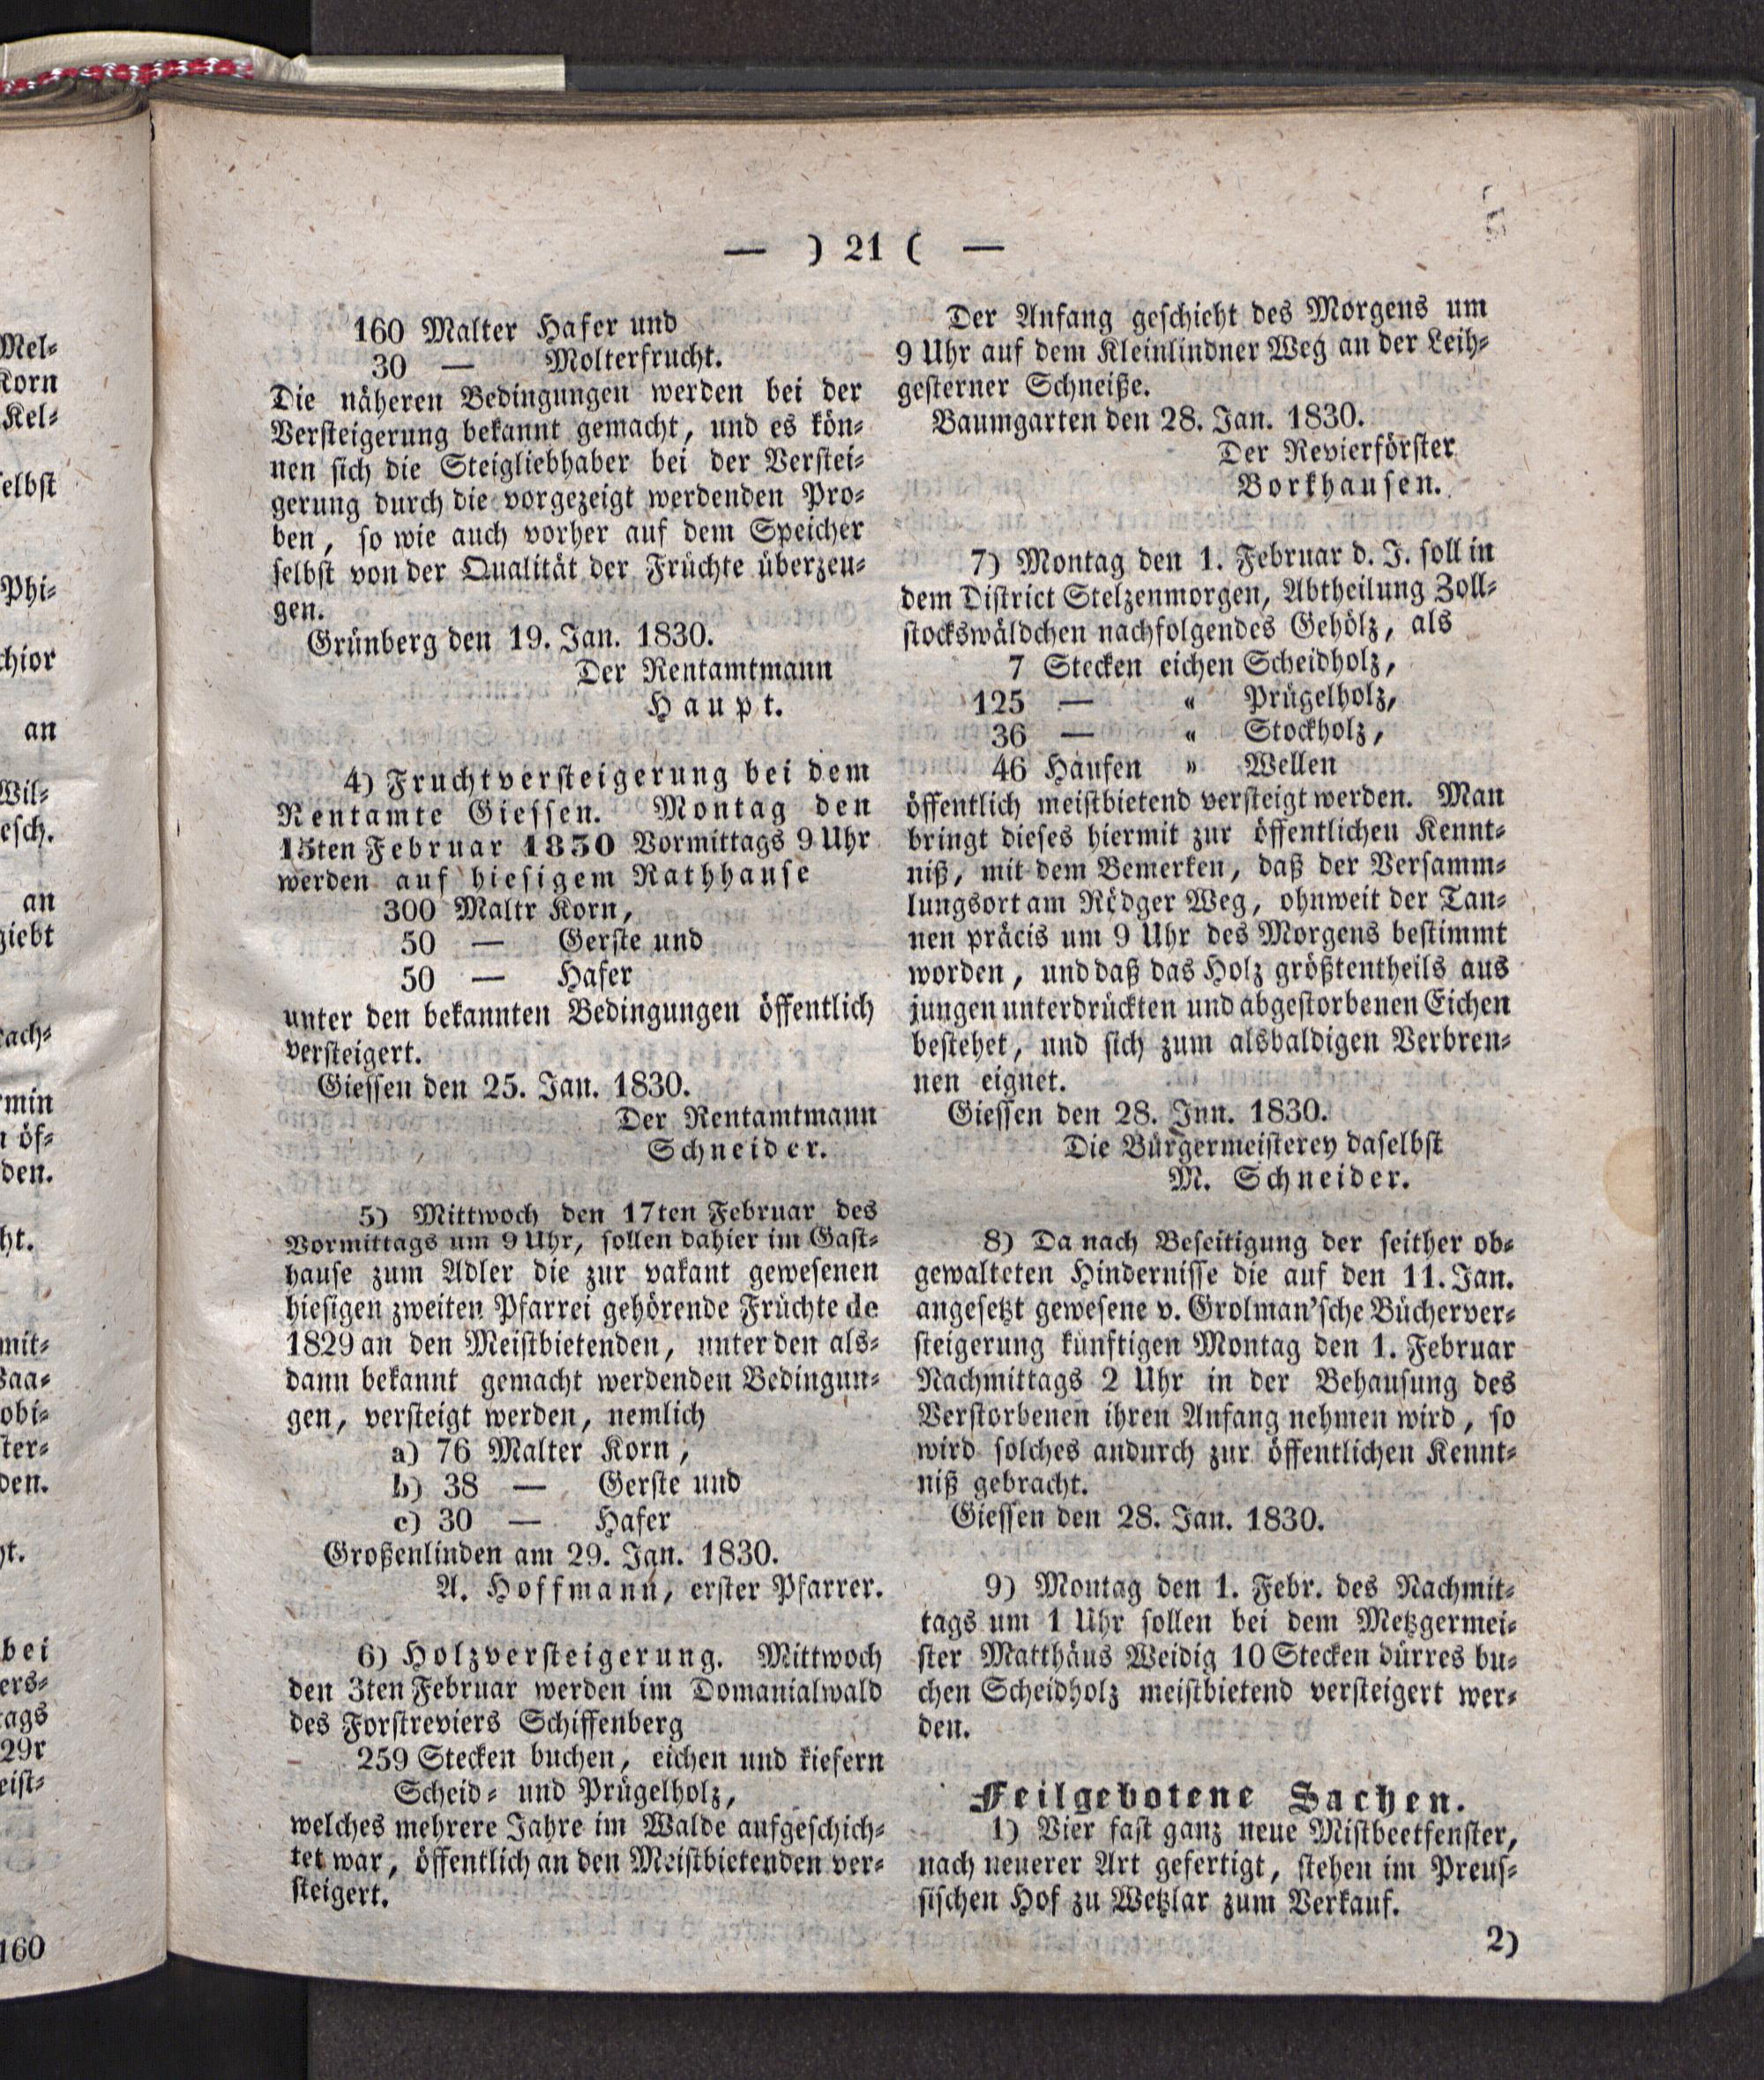 — ) 21 ( —
160 Malter Hafer und
30 — Molterfrucht.
Die näheren Bedingungen werden bei der
Versteigerung bekannt gemacht, und es kön-
nen sich die Steigliebhaber bei der Verstei-
gerung durch die vorgezeigt werdenden Pro-
ben, so wie auch vorher auf dem Speicher
selbst von der Qualität der Früchte überzeu-
gen.
Grünberg den 19. Jan. 1830.
Der Rentamtmann
Haupt.
4) Fruchtversteigerung bei dem
Rentamte Giessen. Montag den
15ten Februar 1830 Vormittags 9 Uhr
werden auf hiesigem Rathhause
300 Maltr Korn,
50 — Gerste und
50 — Hafer
unter den bekannten Bedingungen öffentlich
versteigert.
Giessen den 25. Jan. 1830.
Der Rentamtmann
Schneider.
5) Mittwoch den 17ten Februar des
Vormittags um 9 Uhr, sollen dahier im Gast-
hause zum Adler die zur vakant gewesenen
hiesigen zweiten Pfarrei gehörende Früchte de
1829 an den Meistbietenden, unter den als-
dann bekannt gemacht werdenden Bedingun-
gen, versteigt werden, nemlich
a) 76 Malter Korn,
b) 38 — Gerste und
c) 30 — Hafer
Großenlinden am 29. Jan. 1830.
A. Hoffmann, erster Pfarrer.
6) Holzversteigerung. Mittwoch
den 3ten Februar werden im Domanialwald
des Forstreviers Schiffenberg
259 Stecken buchen, eichen und kiefern
Scheid- und Prügelholz,
welches mehrere Jahre im Walde aufgeschich-
tet war, öffentlich an den Meistbietenden ver-
steigert.
Der Anfang geschieht des Morgens um
9 Uhr auf dem Kleinlindner Weg an der Leih-
gesterner Schneiße.
Baumgarten den 28. Jan. 1830.
Der Revierförster
Borkhausen.
7) Montag den 1. Februar d. J. soll in
dem District Stelzenmorgen, Abtheilung Zoll-
stockswäldchen nachfolgendes Gehölz, als
7 Stecken eichen Scheidholz,
125 — « Prügelholz,
36 — « Stockholz,
46 Haufen » Wellen
öffentlich meistbietend versteigt werden. Man
bringt dieses hiermit zur öffentlichen Kennt-
niß, mit dem Bemerken, daß der Versamm-
lungsort am Rödger Weg, ohnweit der Tan-
nen präcis um 9 Uhr des Morgens bestimmt
worden, und daß das Holz größtentheils aus
jungen unterdrückten und abgestorbenen Eichen
bestehet, und sich zum alsbaldigen Verbren-
nen eignet.
Giessen den 28. Jnn. 1830.
Die Bürgermeisterey daselbst
M. Schneider.
8) Da nach Beseitigung der seither ob-
gewalteten Hindernisse die auf den 11. Jan.
angesetzt gewesene v. Grolman'sche Bücherver-
steigerung künftigen Montag den 1. Februar
Nachmittags 2 Uhr in der Behausung des
Verstorbenen ihren Anfang nehmen wird, so
wird solches andurch zur öffentlichen Kennt-
niß gebracht.
Giessen den 28. Jan. 1830.
9) Montag den 1. Febr. des Nachmit-
tags um 1 Uhr sollen bei dem Metzgermei-
ster Matthäus Weidig 10 Stecken dürres bu-
chen Scheidholz meistbietend versteigert wer-
den.
Feilgebotene Sachen.
1) Vier fast ganz neue Mistbeetfenster,
nach neuerer Art gefertigt, stehen im Preus-
sischen Hof zu Wetzlar zum Verkauf.
2)